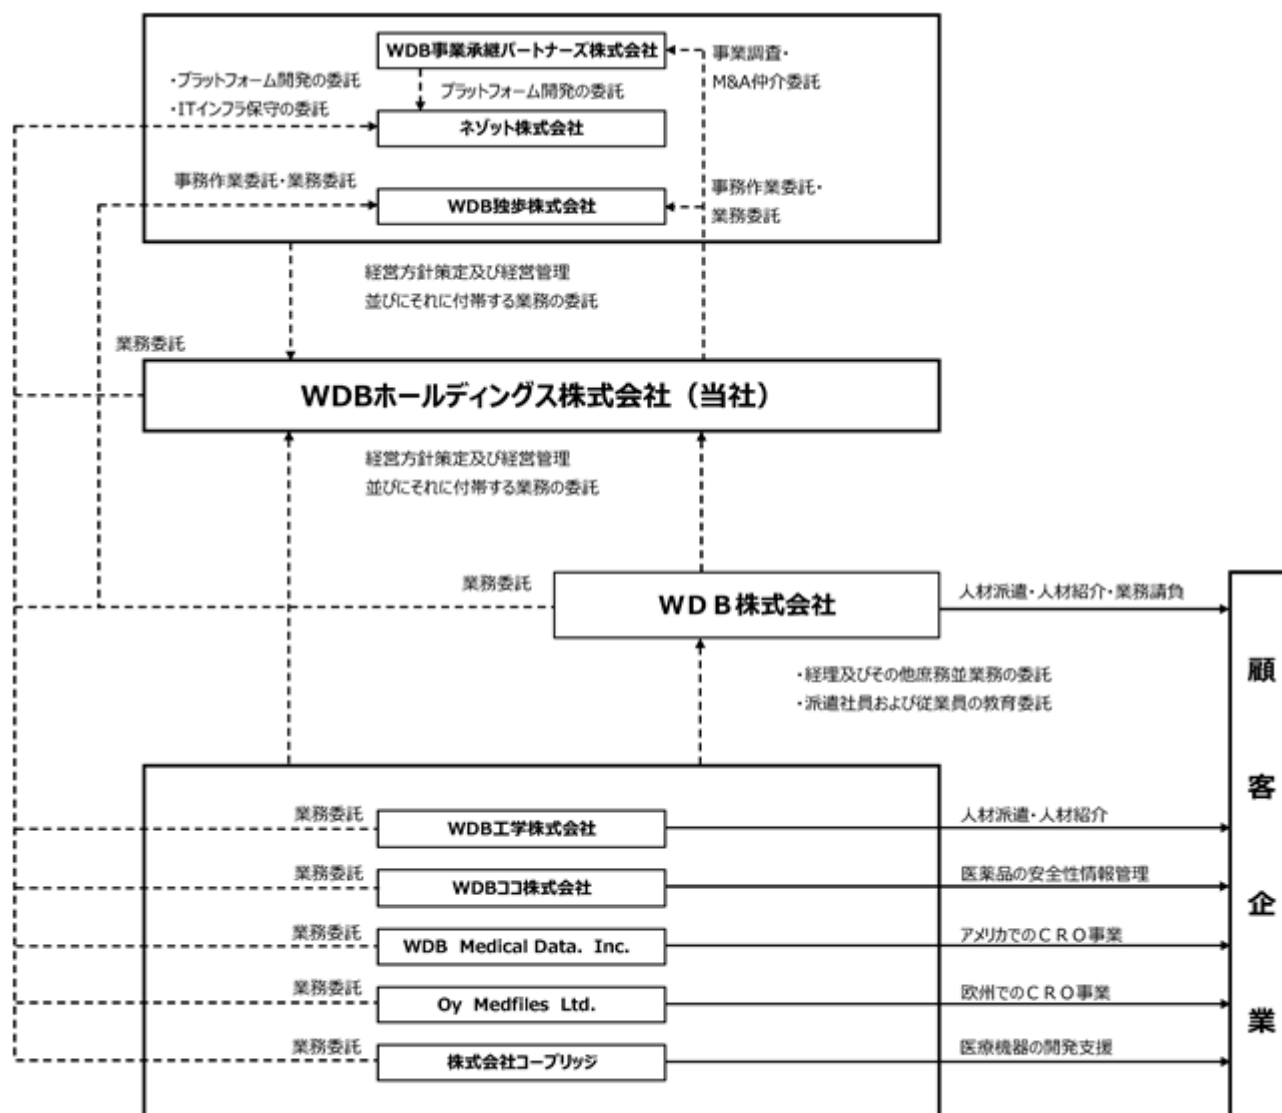 WDB事業承継パートナーズ株式会社
事業調査・
M&A仲介委託
・プラットフォーム開発の委託
・ITインフラ保守の委託
プラットフォーム開発の委託
ネゾット株式会社
事務作業委託・業務委託
WDB独歩株式会社
事務作業委託・
業務委託
経営方針策定及び経営管理
並びにそれに付帯する業務の委託
業務委託
WDBホールディングス株式会社（当社）
経営方針策定及び経営管理
並びにそれに付帯する業務の委託
業務委託
WDB株式会社
人材派遣・人材紹介・業務請負
・経理及びその他庶務並業務の委託
・派遣社員および従業員の教育委託
顧客企業
業務委託
WDB工学株式会社
人材派遣・人材紹介
業務委託
WDBココ株式会社
医薬品の安全性情報管理
業務委託
WDB Medical Data. Inc.
アメリカでのCRO事業
業務委託
Oy Medfiles Ltd.
欧州でのCRO事業
業務委託
株式会社コーブリッジ
医療機器の開発支援